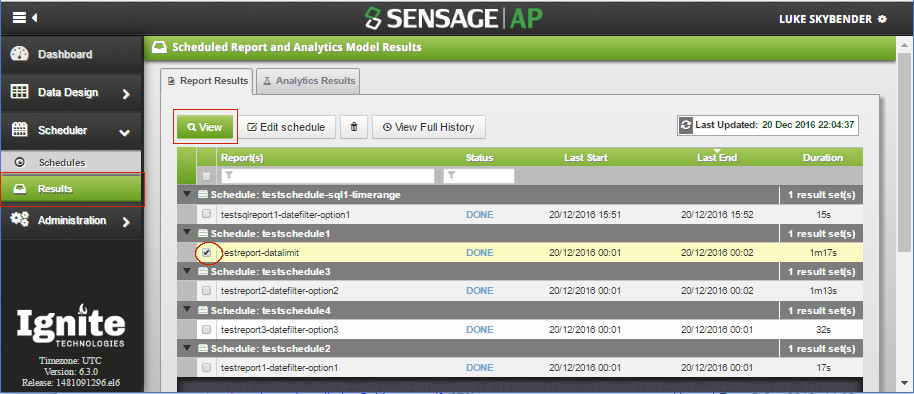 SENSAGE AP
LUKE SKYBENDER
Dashboard
Data Design
Scheduler
Schedules
Results
Administration
Ignite
TECHNOLOGIES
Timezone: UTC
Version: 6.3.0
Release: 1481091296.el6
Scheduled Report and Analytics Model Results
Report Results Analytics Results
View Edit schedule View Full History Last Updated: 20 Dec 2016 22:04:37
Report(s) Status Last Start Last End Duration
Schedule: testschedule-sql1-timerange 1 result set(s)
testsqlreport1-datefilter-option1 DONE 20/12/2016 15:51 20/12/2016 15:52 15s
Schedule: testschedule1 1 result set(s)
testreport-datalimit DONE 20/12/2016 00:01 20/12/2016 00:02 1m17s
Schedule: testschedule3 1 result set(s)
testreport2-datefilter-option2 DONE 20/12/2016 00:01 20/12/2016 00:02 1m13s
Schedule: testschedule4 1 result set(s)
testreport3-datefilter-option3 DONE 20/12/2016 00:01 20/12/2016 00:01 32s
Schedule: testschedule2 1 result set(s)
testreport1-datefilter-option1 DONE 20/12/2016 00:01 20/12/2016 00:01 17s